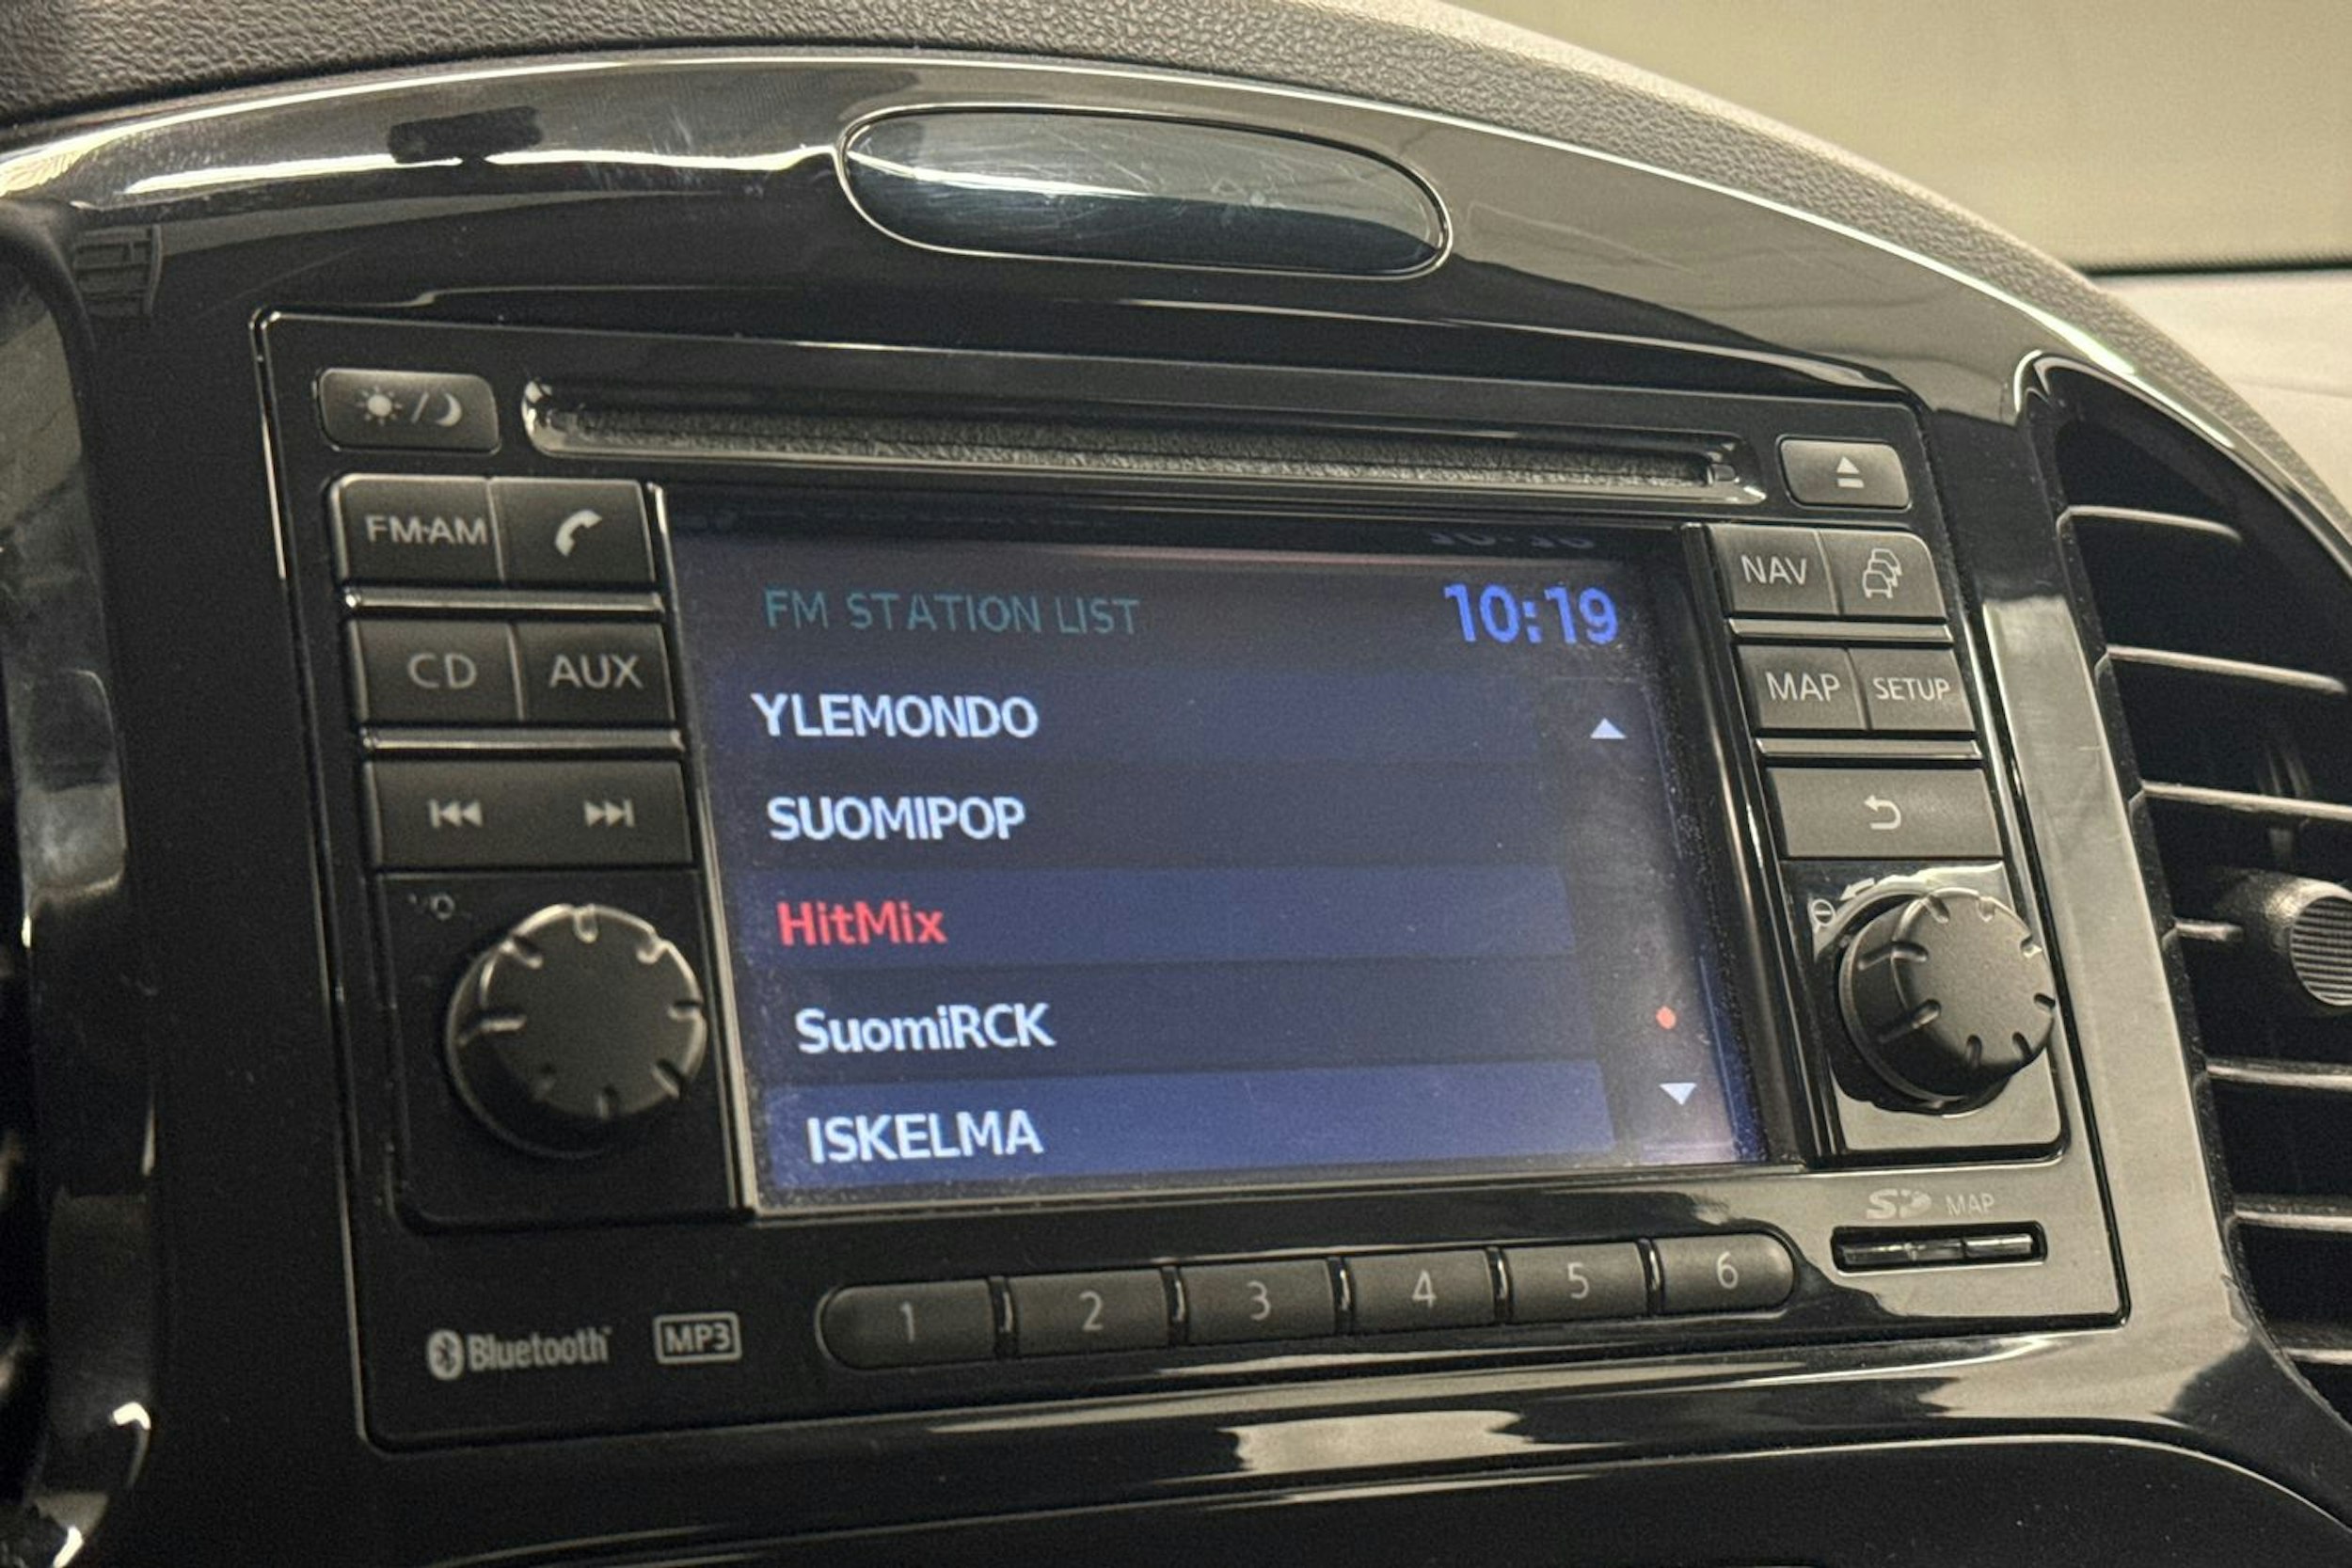 FM·AM
CD AUX
FM STATION LIST 10:19
YLEMONDO
SUOMIPOP
HitMix
SuomiRCK
ISKELMA
NAV
MAP SETUP
SD MAP
1 2 3 4 5 6
Bluetooth MP3